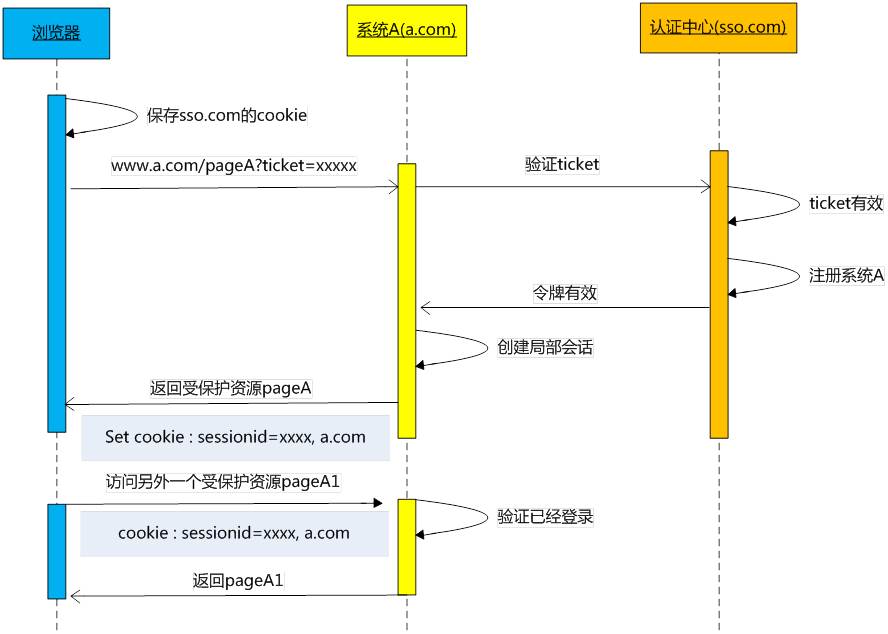 浏览器
系统A(a.com)
认证中心(sso.com)
保存sso.com的cookie
www.a.com/pageA?ticket=xxxxx
验证ticket
ticket有效
注册系统A
令牌有效
创建局部会话
返回受保护资源pageA
Set cookie : sessionid=xxxx, a.com
访问另外一个受保护资源pageA1
验证已经登录
cookie : sessionid=xxxx, a.com
返回pageA1